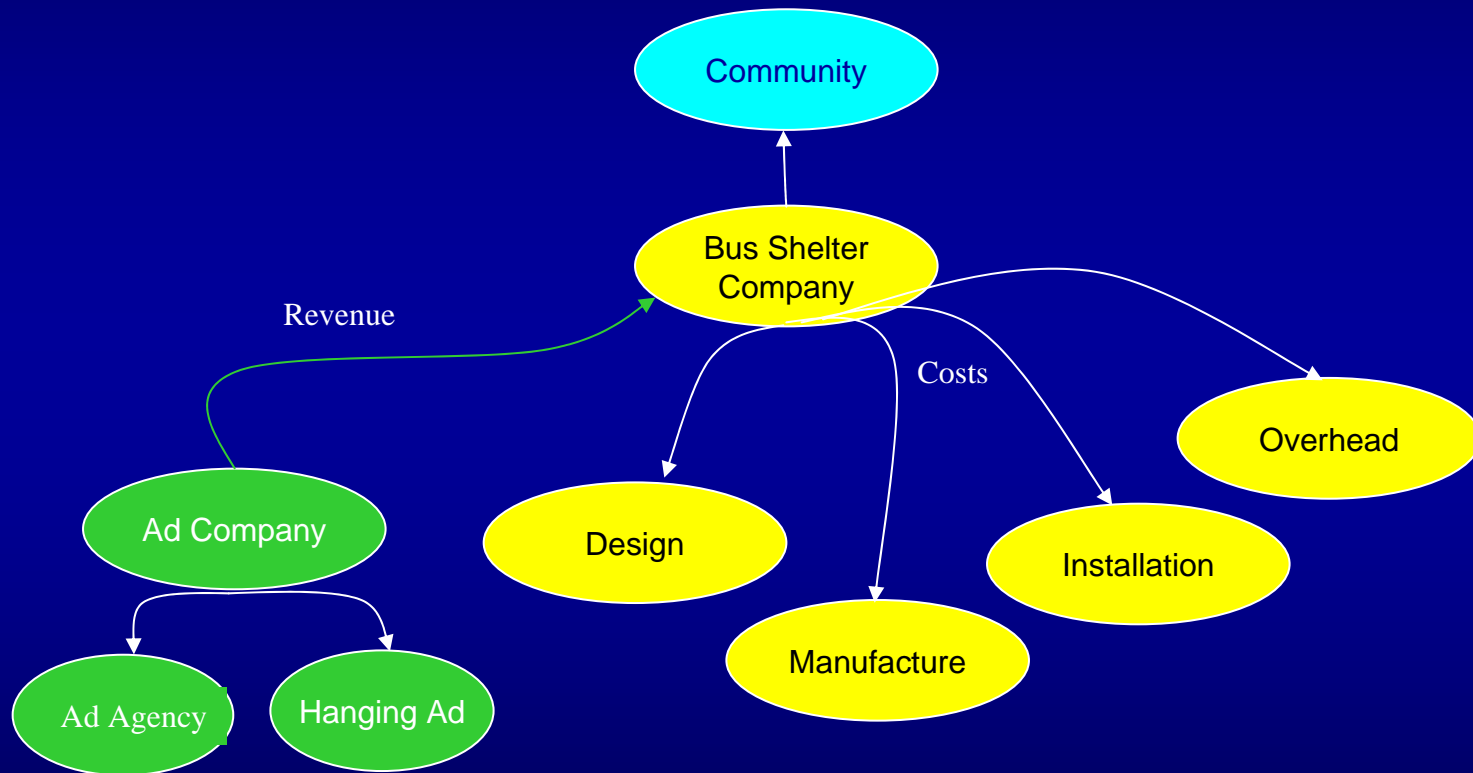 Community
Bus Shelter
Company
Revenue
Costs
Overhead
Ad Company
Design
Installation
Manufacture
Ad Agency
Hanging Ad